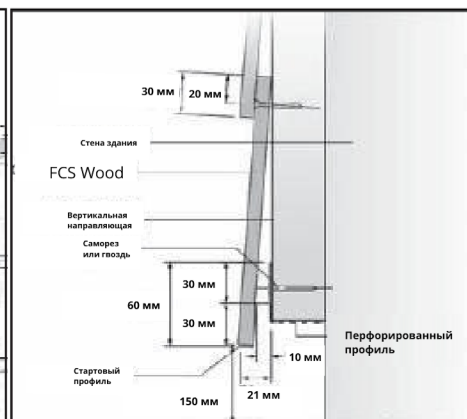 30 мм
20 мм
Стена здания
FCS Wood
Вертикальная
направляющая
Саморез
или гвоздь
30 мм
60 мм
30 мм
Перфорированный
профиль
10 мм
Стартовый
профиль
21 мм
150 мм